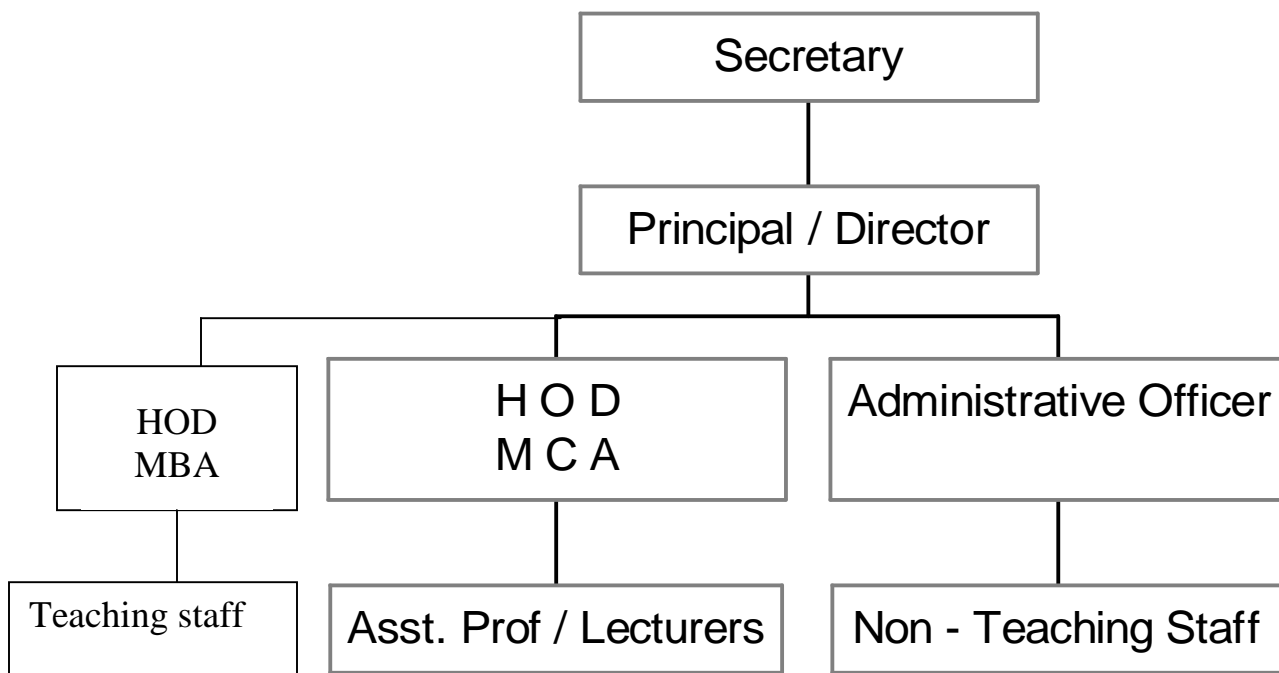 Secretary
Principal / Director
HOD
MBA
H O D
M C A
Administrative Officer
Teaching staff
Asst. Prof / Lecturers
Non - Teaching Staff